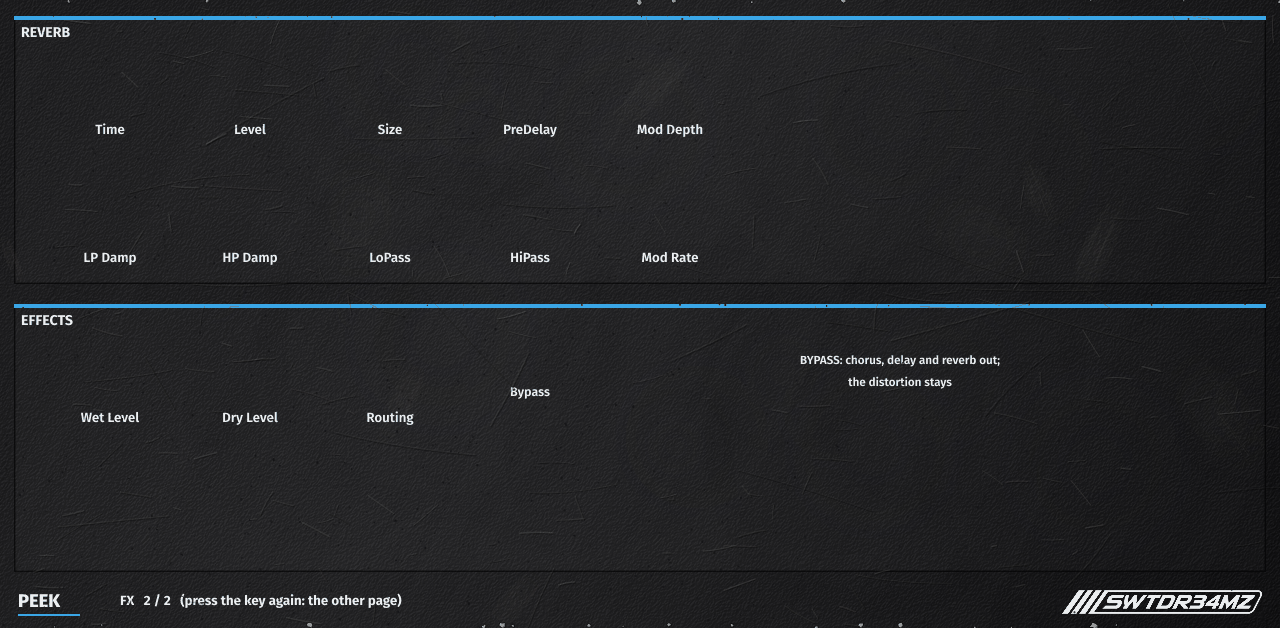 REVERB
Time Level Size PreDelay Mod Depth
LP Damp HP Damp LoPass HiPass Mod Rate
EFFECTS
BYPASS: chorus, delay and reverb out;
the distortion stays
Bypass
Wet Level Dry Level Routing
PEEK FX 2 / 2 (press the key again: the other page) SWTDR34MZ